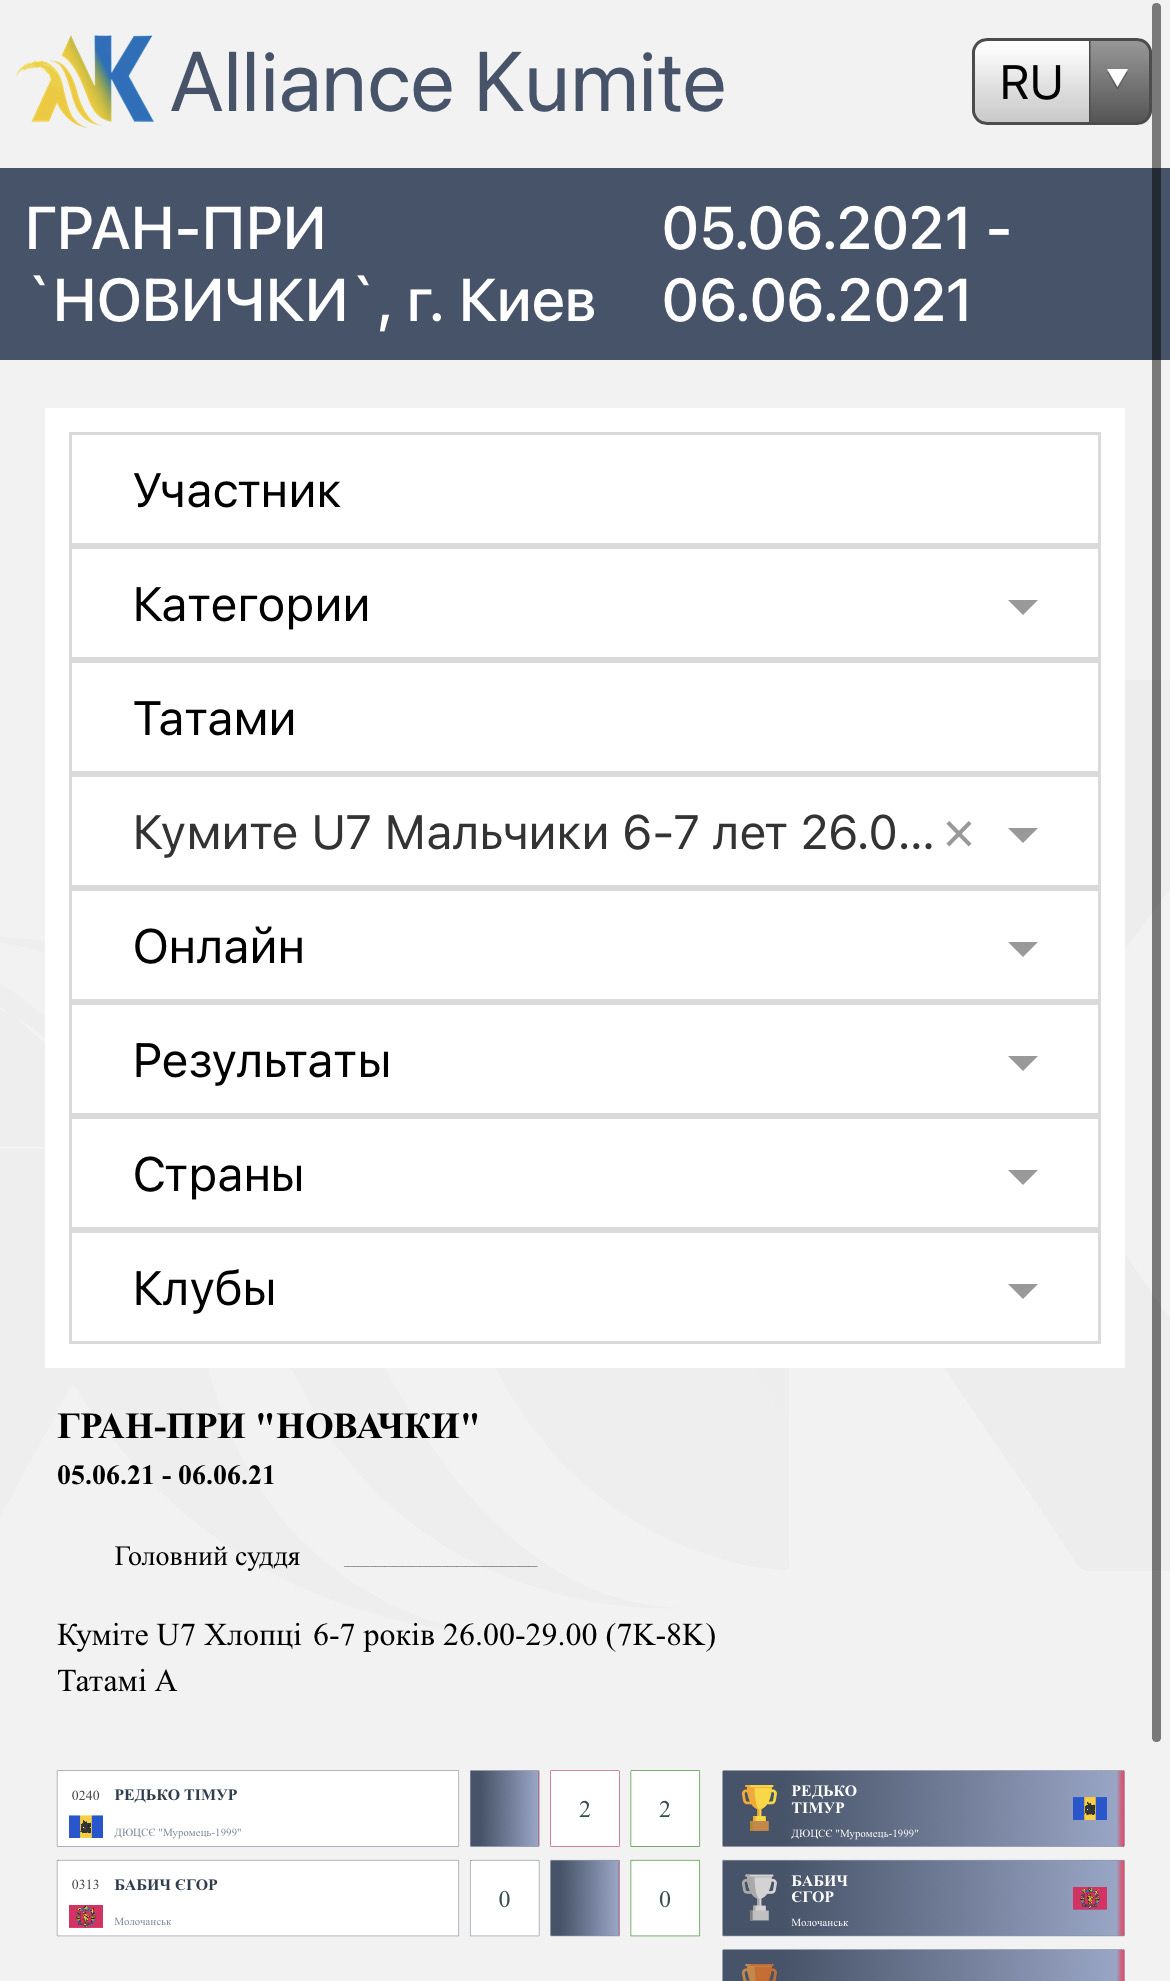 Alliance Kumite
RU
ГРАН-ПРИ
`НОВИЧКИ`, г. Киев
05.06.2021 -
06.06.2021
Участник
Категории
Татами
Кумите U7 Мальчики 6-7 лет 26.0...
Онлайн
Результаты
Страны
Клубы
ГРАН-ПРИ "НОВАЧКИ"
05.06.21 - 06.06.21
Головний суддя
Куміте U7 Хлопці 6-7 років 26.00-29.00 (7K-8K)
Татамі A
0240 РЕДЬКО ТІМУР
ДЮЦСЄ "Муромець-1999"
2 2
РЕДЬКО
ТІМУР
ДЮЦСЄ "Муромець-1999"
0313 БАБИЧ ЄГОР
Молочанськ
0 0
БАБИЧ
ЄГОР
Молочанськ